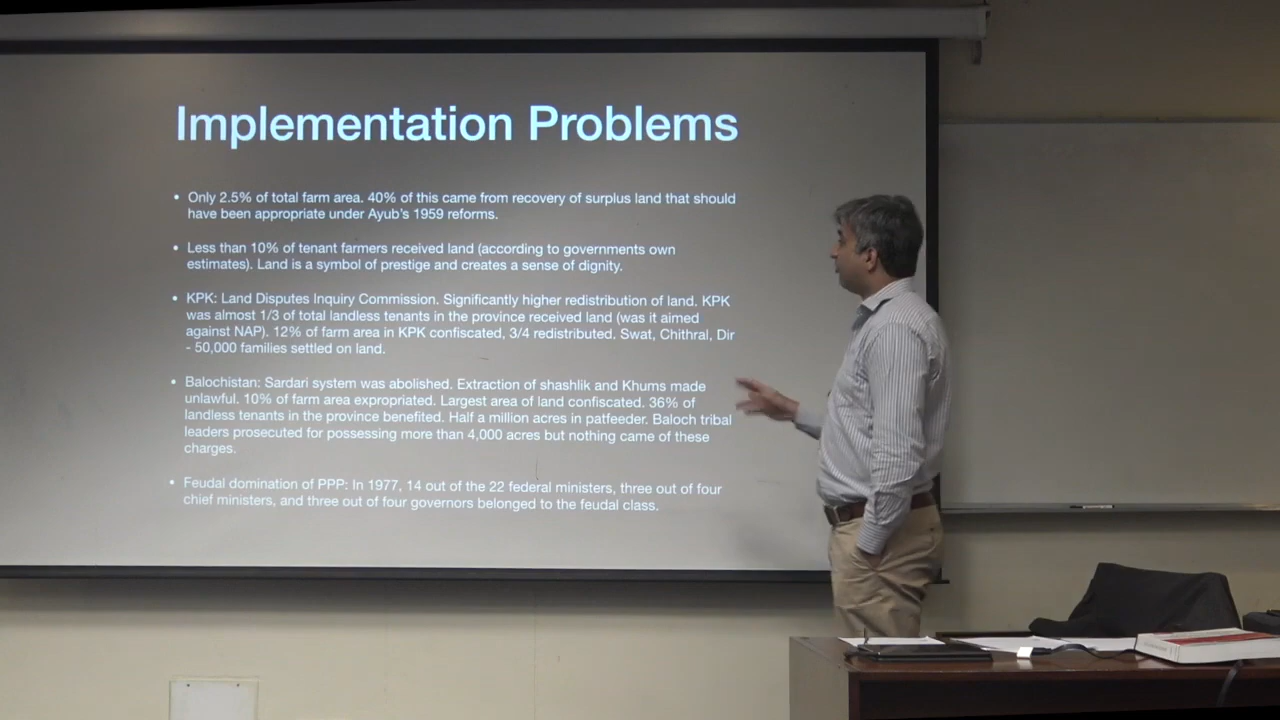 Implementation Problems
• Only 2.5% of total farm area. 40% of this came from recovery of surplus land that should
have been appropriate under Ayub's 1959 reforms.
• Less than 10% of tenant farmers received land (according to governments own
estimates). Land is a symbol of prestige and creates a sense of dignity.
• KPK: Land Disputes Inquiry Commission. Significantly higher redistribution of land. KPK
was almost 1/3 of total landless tenants in the province received land (was it aimed
against NAP). 12% of farm area in KPK confiscated, 3/4 redistributed. Swat, Chithral, Dir
- 50,000 families settled on land.
• Balochistan: Sardari system was abolished. Extraction of shashlik and Khums made
unlawful. 10% of farm area expropriated. Largest area of land confiscated. 36% of
landless tenants in the province benefited. Half a million acres in patfeeder. Baloch tribal
leaders prosecuted for possessing more than 4,000 acres but nothing came of these
charges.
• Feudal domination of PPP: In 1977, 14 out of the 22 federal ministers, three out of four
chief ministers, and three out of four governors belonged to the feudal class.